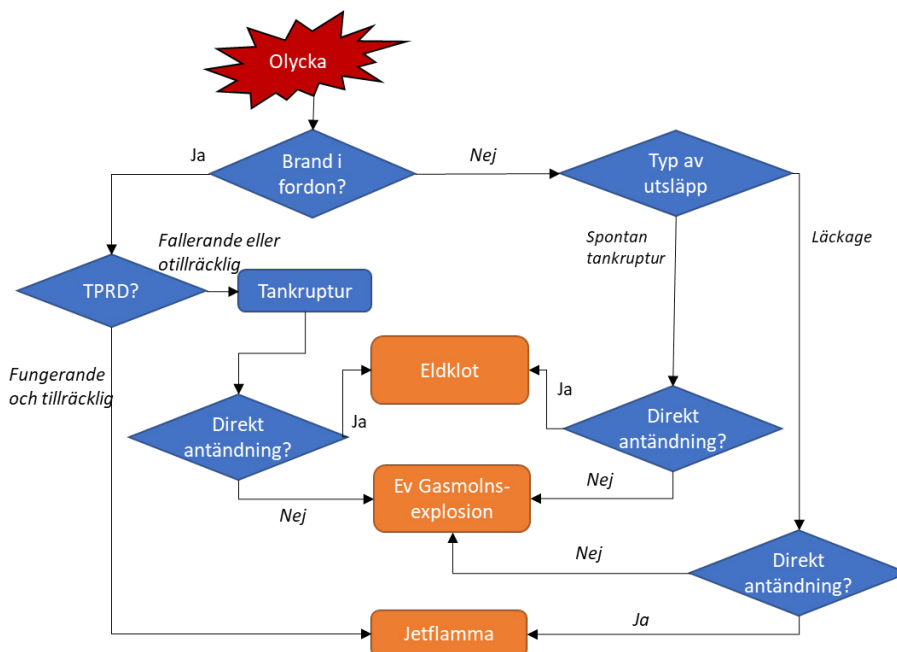 Olycka
Ja
Brand i
fordon?
Nej
Typ av
utsläpp
Fallerande eller
otillräcklig
Spontan
tankruptur
Läckage
TPRD?
Tankruptur
Fungerande
och tillräcklig
Eldklot
Direkt
antändning?
Ja
Ja
Direkt
antändning?
Nej
Ev Gasmolns-
explosion
Nej
Nej
Direkt
antändning?
Jetflamma
Ja